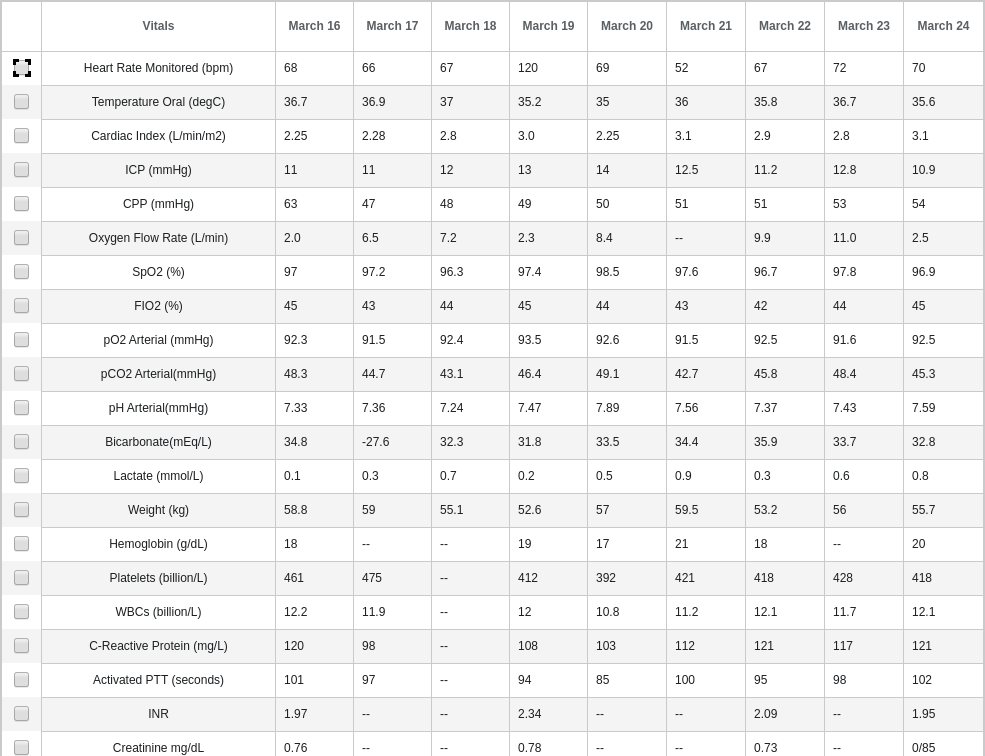 Vitals March 16 March 17 March 18 March 19 March 20 March 21 March 22 March 23 March 24
Heart Rate Monitored (bpm) 68 66 67 120 69 52 67 72 70
Temperature Oral (degC) 36.7 36.9 37 35.2 35 36 35.8 36.7 35.6
Cardiac Index (L/min/m2) 2.25 2.28 2.8 3.0 2.25 3.1 2.9 2.8 3.1
ICP (mmHg) 11 11 12 13 14 12.5 11.2 12.8 10.9
CPP (mmHg) 63 47 48 49 50 51 51 53 54
Oxygen Flow Rate (L/min) 2.0 6.5 7.2 2.3 8.4 -- 9.9 11.0 2.5
SpO2 (%) 97 97.2 96.3 97.4 98.5 97.6 96.7 97.8 96.9
FIO2 (%) 45 43 44 45 44 43 42 44 45
pO2 Arterial (mmHg) 92.3 91.5 92.4 93.5 92.6 91.5 92.5 91.6 92.5
pCO2 Arterial(mmHg) 48.3 44.7 43.1 46.4 49.1 42.7 45.8 48.4 45.3
pH Arterial(mmHg) 7.33 7.36 7.24 7.47 7.89 7.56 7.37 7.43 7.59
Bicarbonate(mEq/L) 34.8 -27.6 32.3 31.8 33.5 34.4 35.9 33.7 32.8
Lactate (mmol/L) 0.1 0.3 0.7 0.2 0.5 0.9 0.3 0.6 0.8
Weight (kg) 58.8 59 55.1 52.6 57 59.5 53.2 56 55.7
Hemoglobin (g/dL) 18 -- -- 19 17 21 18 -- 20
Platelets (billion/L) 461 475 -- 412 392 421 418 428 418
WBCs (billion/L) 12.2 11.9 -- 12 10.8 11.2 12.1 11.7 12.1
C-Reactive Protein (mg/L) 120 98 -- 108 103 112 121 117 121
Activated PTT (seconds) 101 97 -- 94 85 100 95 98 102
INR 1.97 -- -- 2.34 -- -- 2.09 -- 1.95
Creatinine mg/dL 0.76 -- -- 0.78 -- -- 0.73 -- 0/85